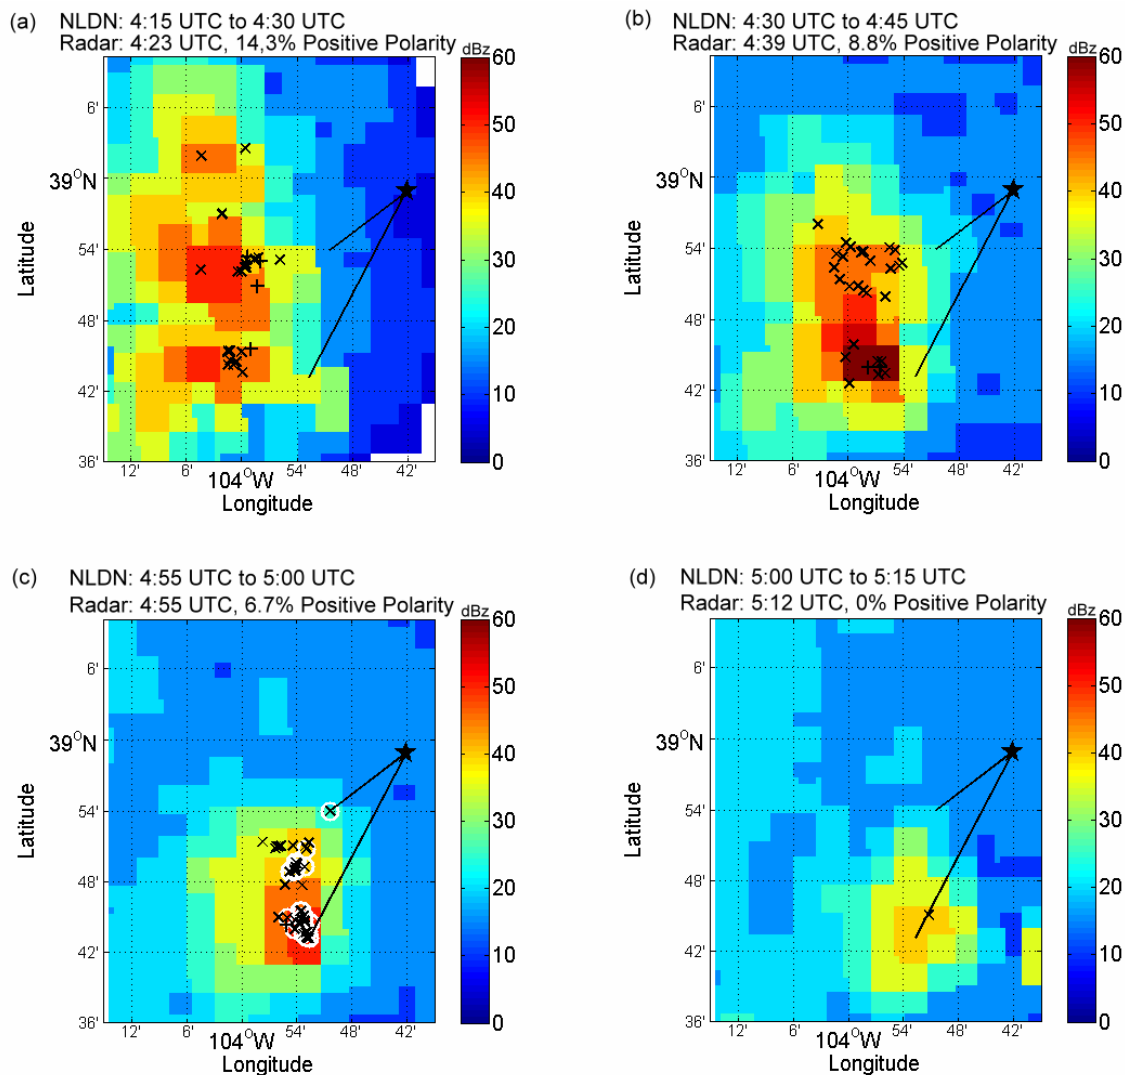 (a) NLDN: 4:15 UTC to 4:30 UTC
Radar: 4:23 UTC, 14,3% Positive Polarity
dBz
60
50
40
30
20
10
0
6'
39°N
54'
48'
42'
36'
Latitude
12' 6' 104°W 54' 48' 42'
Longitude
(b) NLDN: 4:30 UTC to 4:45 UTC
Radar: 4:39 UTC, 8.8% Positive Polarity
dBz
60
50
40
30
20
10
0
6'
39°N
54'
48'
42'
36'
Latitude
12' 6' 104°W 54' 48' 42'
Longitude
(c) NLDN: 4:55 UTC to 5:00 UTC
Radar: 4:55 UTC, 6.7% Positive Polarity
dBz
60
50
40
30
20
10
0
6'
39°N
54'
48'
42'
36'
Latitude
12' 6' 104°W 54' 48' 42'
Longitude
(d) NLDN: 5:00 UTC to 5:15 UTC
Radar: 5:12 UTC, 0% Positive Polarity
dBz
60
50
40
30
20
10
0
6'
39°N
54'
48'
42'
36'
Latitude
12' 6' 104°W 54' 48' 42'
Longitude